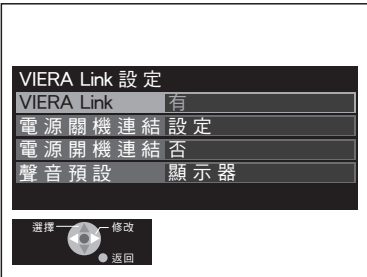 VIERA Link 設定
VIERA Link 有
電源關機連結 設定
電源開機連結 否
聲音預設 顯示器
選擇 修改
返回